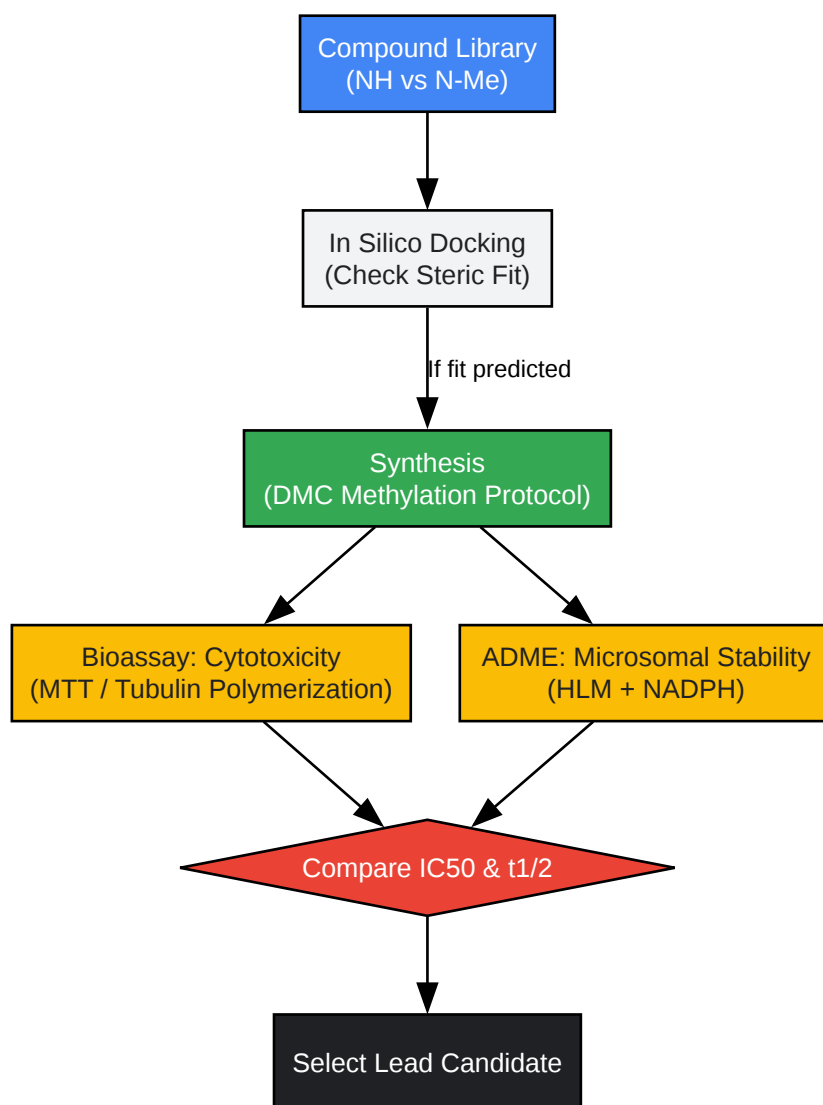 Compound Library
(NH vs N-Me)
In Silico Docking
(Check Steric Fit)
If fit predicted
Synthesis
(DMC Methylation Protocol)
Bioassay: Cytotoxicity
(MTT / Tubulin Polymerization)
ADME: Microsomal Stability
(HLM + NADPH)
Compare IC50 & t1/2
Select Lead Candidate